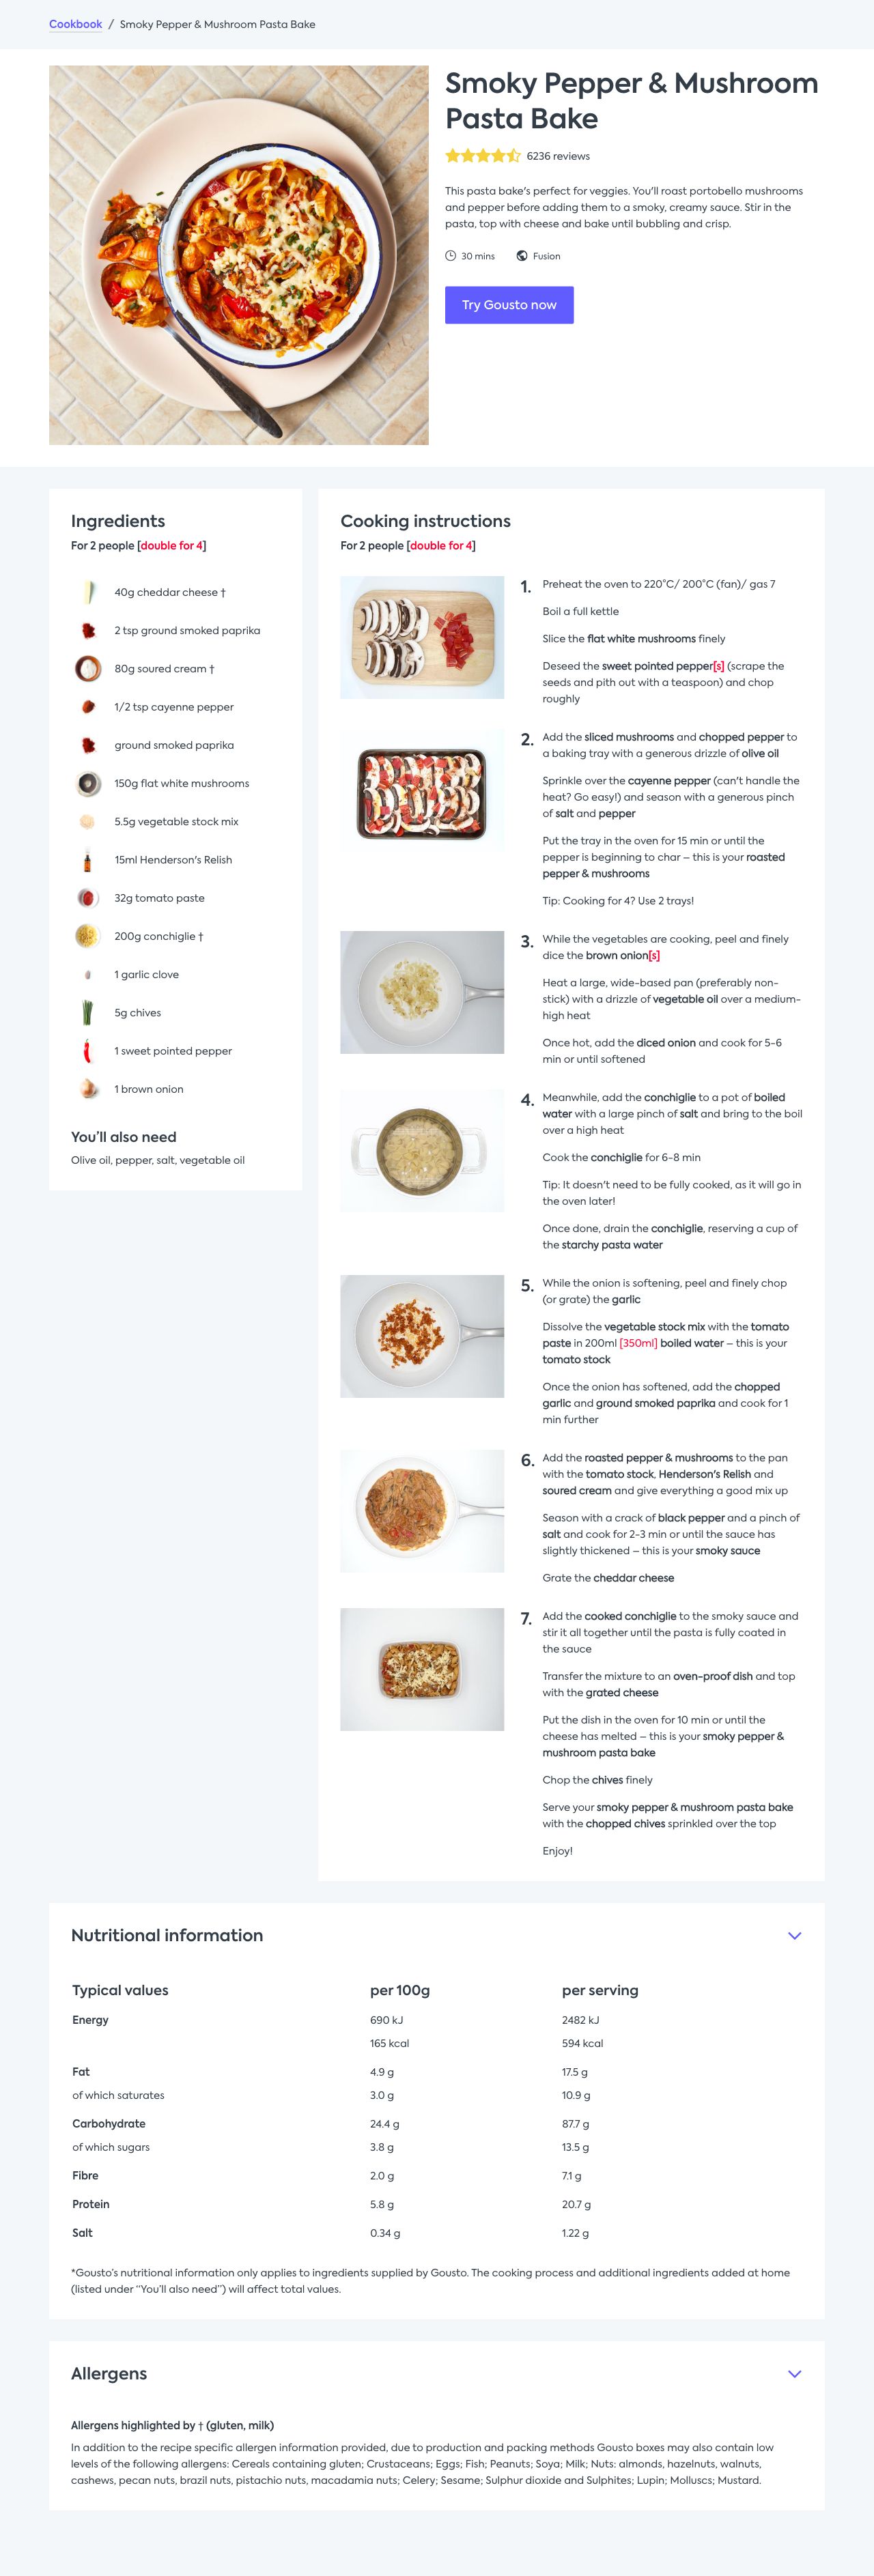 Cookbook / Smoky Pepper & Mushroom Pasta Bake
Smoky Pepper & Mushroom
Pasta Bake
6236 reviews
This pasta bake's perfect for veggies. You'll roast portobello mushrooms
and pepper before adding them to a smoky, creamy sauce. Stir in the
pasta, top with cheese and bake until bubbling and crisp.
30 mins Fusion
Try Gousto now
Ingredients
For 2 people [double for 4]
40g cheddar cheese †
2 tsp ground smoked paprika
80g soured cream †
1/2 tsp cayenne pepper
ground smoked paprika
150g flat white mushrooms
5.5g vegetable stock mix
15ml Henderson's Relish
32g tomato paste
200g conchiglie †
1 garlic clove
5g chives
1 sweet pointed pepper
1 brown onion
You'll also need
Olive oil, pepper, salt, vegetable oil
Cooking instructions
For 2 people [double for 4]
1. Preheat the oven to 220°C/ 200°C (fan)/ gas 7
Boil a full kettle
Slice the flat white mushrooms finely
Deseed the sweet pointed pepper[s] (scrape the
seeds and pith out with a teaspoon) and chop
roughly
2. Add the sliced mushrooms and chopped pepper to
a baking tray with a generous drizzle of olive oil
Sprinkle over the cayenne pepper (can't handle the
heat? Go easy!) and season with a generous pinch
of salt and pepper
Put the tray in the oven for 15 min or until the
pepper is beginning to char – this is your roasted
pepper & mushrooms
Tip: Cooking for 4? Use 2 trays!
3. While the vegetables are cooking, peel and finely
dice the brown onion[s]
Heat a large, wide-based pan (preferably non-
stick) with a drizzle of vegetable oil over a medium-
high heat
Once hot, add the diced onion and cook for 5-6
min or until softened
4. Meanwhile, add the conchiglie to a pot of boiled
water with a large pinch of salt and bring to the boil
over a high heat
Cook the conchiglie for 6-8 min
Tip: It doesn't need to be fully cooked, as it will go in
the oven later!
Once done, drain the conchiglie, reserving a cup of
the starchy pasta water
5. While the onion is softening, peel and finely chop
(or grate) the garlic
Dissolve the vegetable stock mix with the tomato
paste in 200ml [350ml] boiled water – this is your
tomato stock
Once the onion has softened, add the chopped
garlic and ground smoked paprika and cook for 1
min further
6. Add the roasted pepper & mushrooms to the pan
with the tomato stock, Henderson's Relish and
soured cream and give everything a good mix up
Season with a crack of black pepper and a pinch of
salt and cook for 2-3 min or until the sauce has
slightly thickened – this is your smoky sauce
Grate the cheddar cheese
7. Add the cooked conchiglie to the smoky sauce and
stir it all together until the pasta is fully coated in
the sauce
Transfer the mixture to an oven-proof dish and top
with the grated cheese
Put the dish in the oven for 10 min or until the
cheese has melted – this is your smoky pepper &
mushroom pasta bake
Chop the chives finely
Serve your smoky pepper & mushroom pasta bake
with the chopped chives sprinkled over the top
Enjoy!
Nutritional information
Typical values per 100g per serving
Energy 690 kJ 2482 kJ
165 kcal 594 kcal
Fat 4.9 g 17.5 g
of which saturates 3.0 g 10.9 g
Carbohydrate 24.4 g 87.7 g
of which sugars 3.8 g 13.5 g
Fibre 2.0 g 7.1 g
Protein 5.8 g 20.7 g
Salt 0.34 g 1.22 g
*Gousto's nutritional information only applies to ingredients supplied by Gousto. The cooking process and additional ingredients added at home
(listed under “You'll also need”) will affect total values.
Allergens
Allergens highlighted by † (gluten, milk)
In addition to the recipe specific allergen information provided, due to production and packing methods Gousto boxes may also contain low
levels of the following allergens: Cereals containing gluten; Crustaceans; Eggs; Fish; Peanuts; Soya; Milk; Nuts: almonds, hazelnuts, walnuts,
cashews, pecan nuts, brazil nuts, pistachio nuts, macadamia nuts; Celery; Sesame; Sulphur dioxide and Sulphites; Lupin; Molluscs; Mustard.